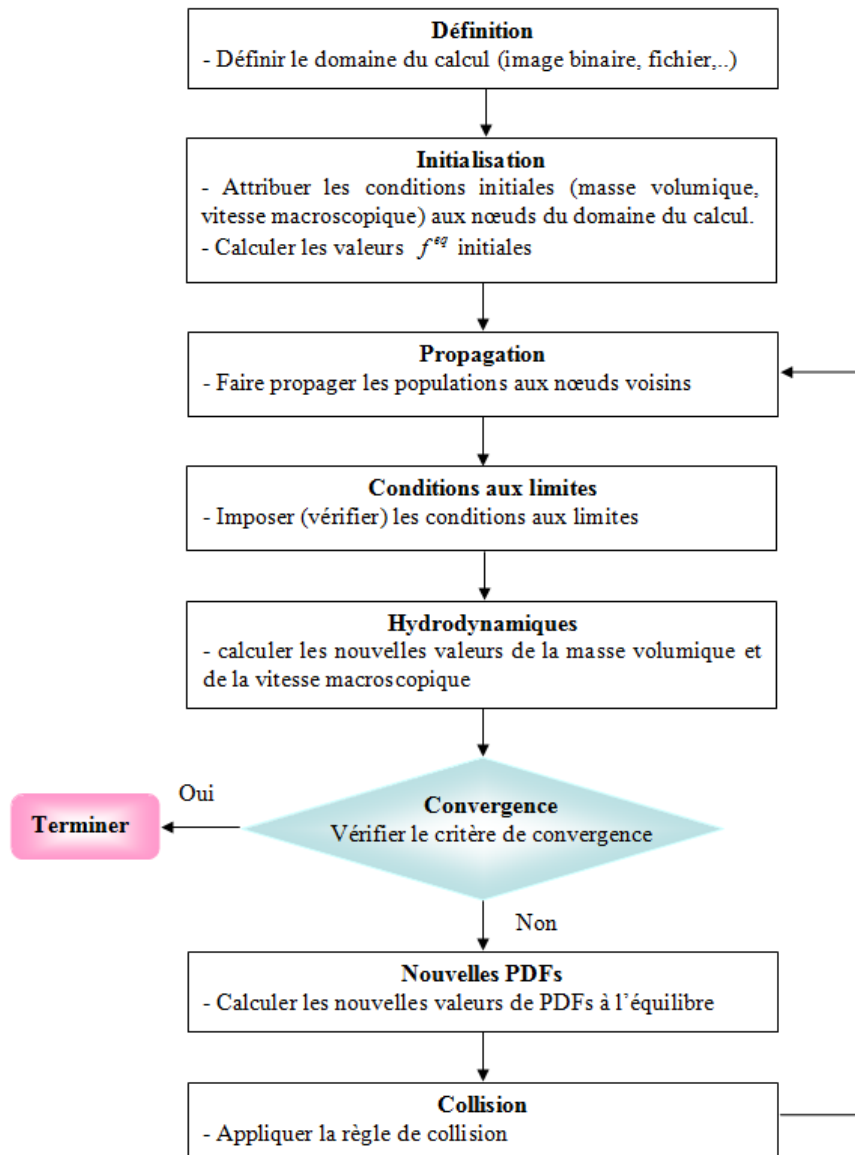 Définition
- Définir le domaine du calcul (image binaire, fichier,..)
Initialisation
- Attribuer les conditions initiales (masse volumique,
vitesse macroscopique) aux nœuds du domaine du calcul.
- Calculer les valeurs f^eq initiales
Propagation
- Faire propager les populations aux nœuds voisins
Conditions aux limites
- Imposer (vérifier) les conditions aux limites
Hydrodynamiques
- calculer les nouvelles valeurs de la masse volumique et
de la vitesse macroscopique
Convergence
Vérifier le critère de convergence
Oui
Terminer
Non
Nouvelles PDFs
- Calculer les nouvelles valeurs de PDFs à l’équilibre
Collision
- Appliquer la règle de collision